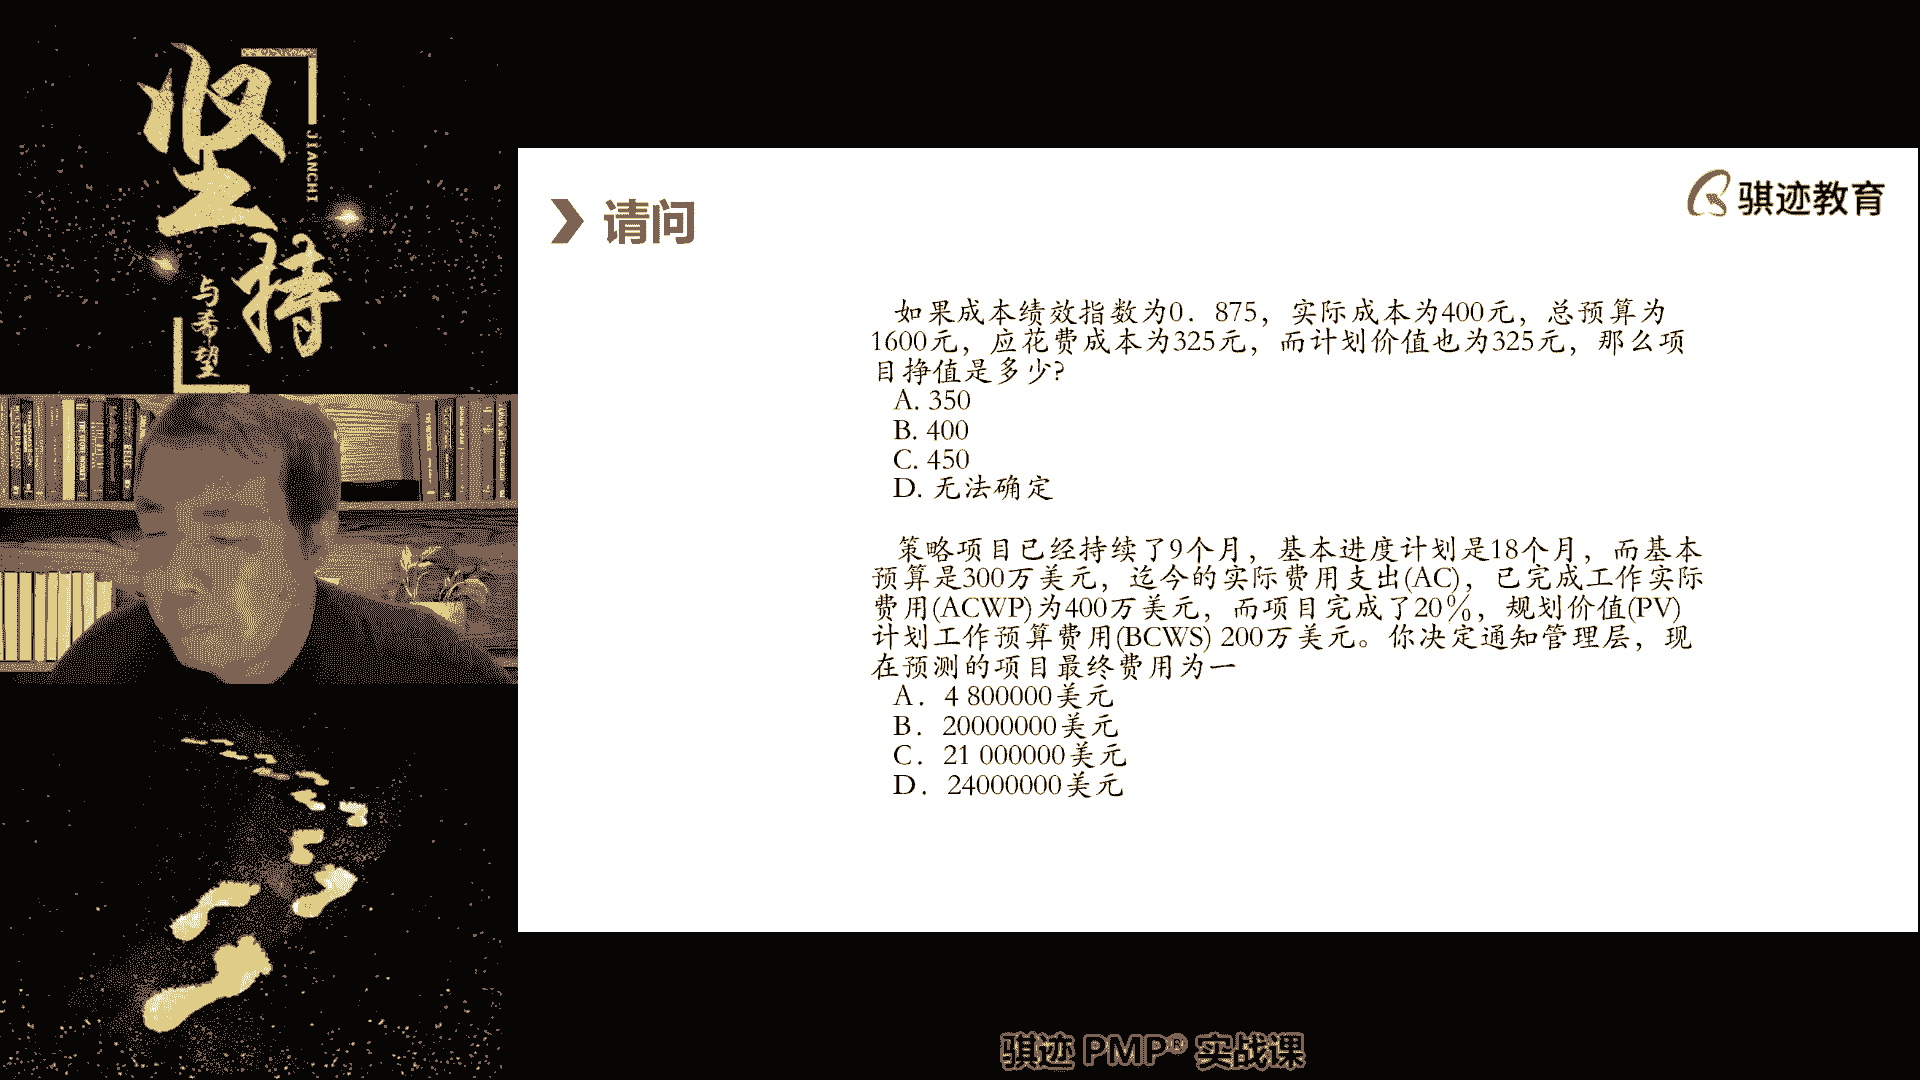 坚持
JIANCHI
与希望
骐迹教育
请问
如果成本绩效指数为0．875，实际成本为400元，总预算为
1600元，应花费成本为325元，而计划价值也为325元，那么项
目挣值是多少?
A. 350
B. 400
C. 450
D. 无法确定
策略项目已经持续了9个月，基本进度计划是18个月，而基本
预算是300万美元，迄今的实际费用支出(AC)，已完成工作实际
费用(ACWP)为400万美元，而项目完成了20％，规划价值(PV)
计划工作预算费用(BCWS) 200万美元。你决定通知管理层，现
在预测的项目最终费用为一
A．4 800000美元
B．20000000美元
C．21 000000美元
D．24000000美元
骐迹 PMP® 实战课